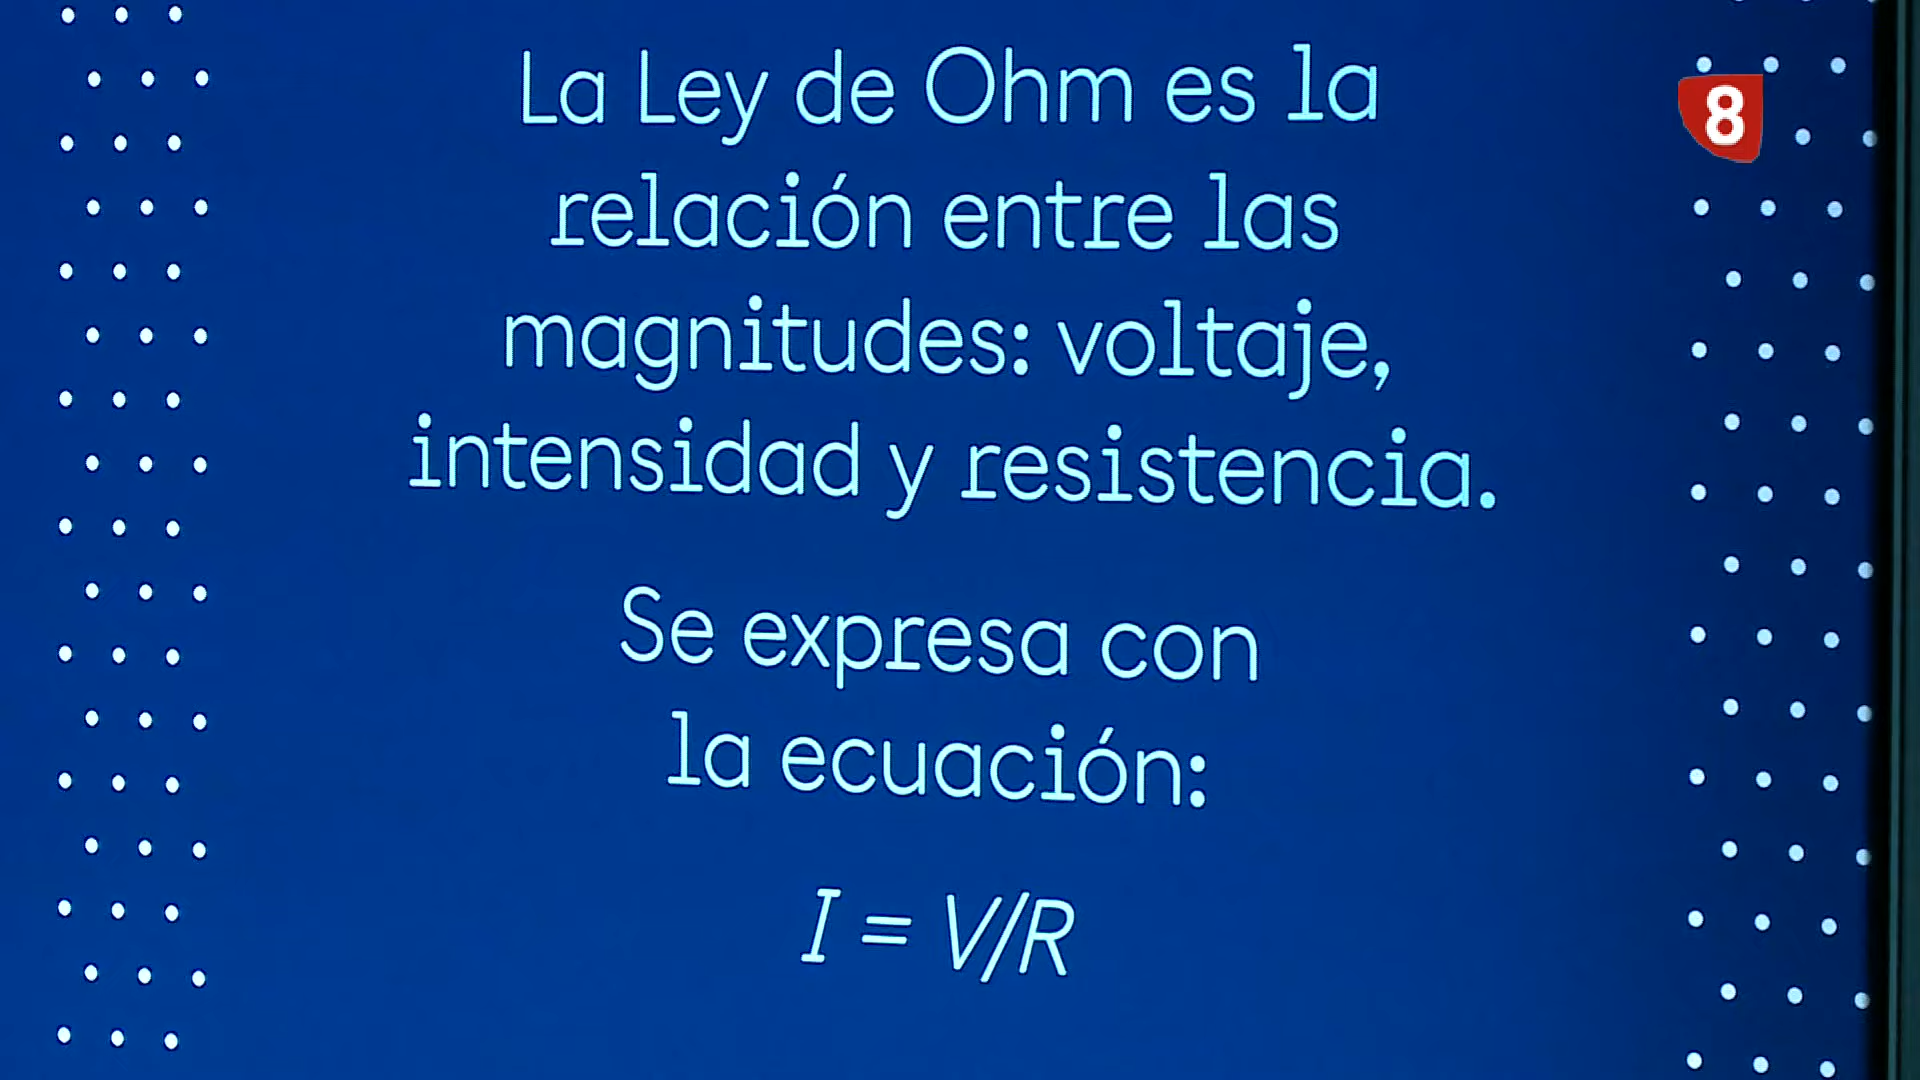 La Ley de Ohm es la
relación entre las
magnitudes: voltaje,
intensidad y resistencia.
Se expresa con
la ecuación:
I = V/R
8